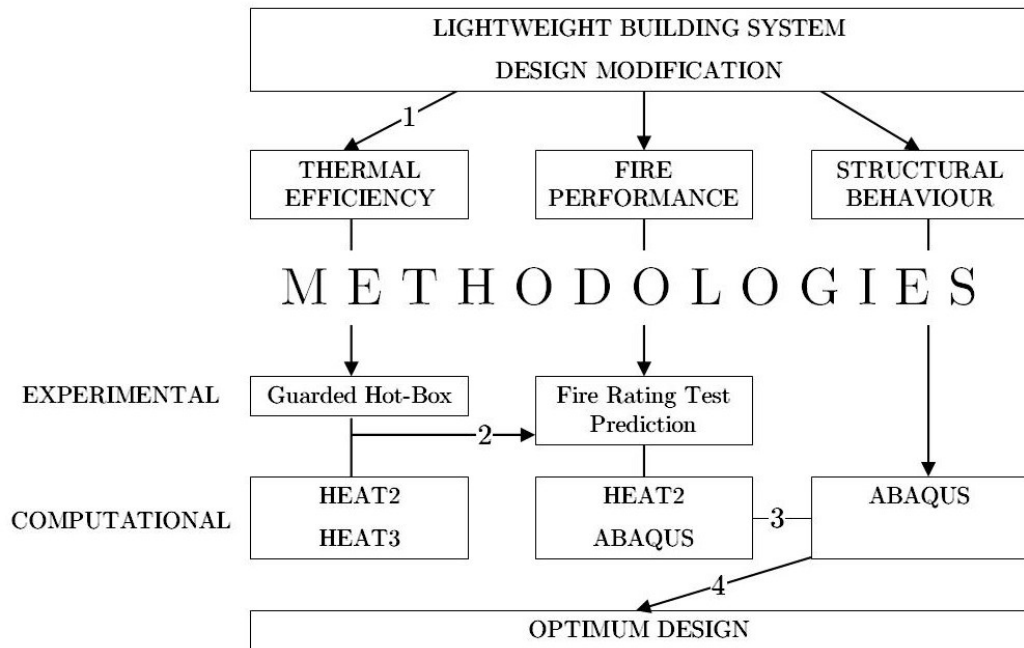 LIGHTWEIGHT BUILDING SYSTEM
DESIGN MODIFICATION
1
THERMAL
EFFICIENCY
FIRE
PERFORMANCE
STRUCTURAL
BEHAVIOUR
METHODOLOGIES
EXPERIMENTAL
Guarded Hot-Box
Fire Rating Test
Prediction
2
COMPUTATIONAL
HEAT2
HEAT3
HEAT2
ABAQUS
3
ABAQUS
4
OPTIMUM DESIGN